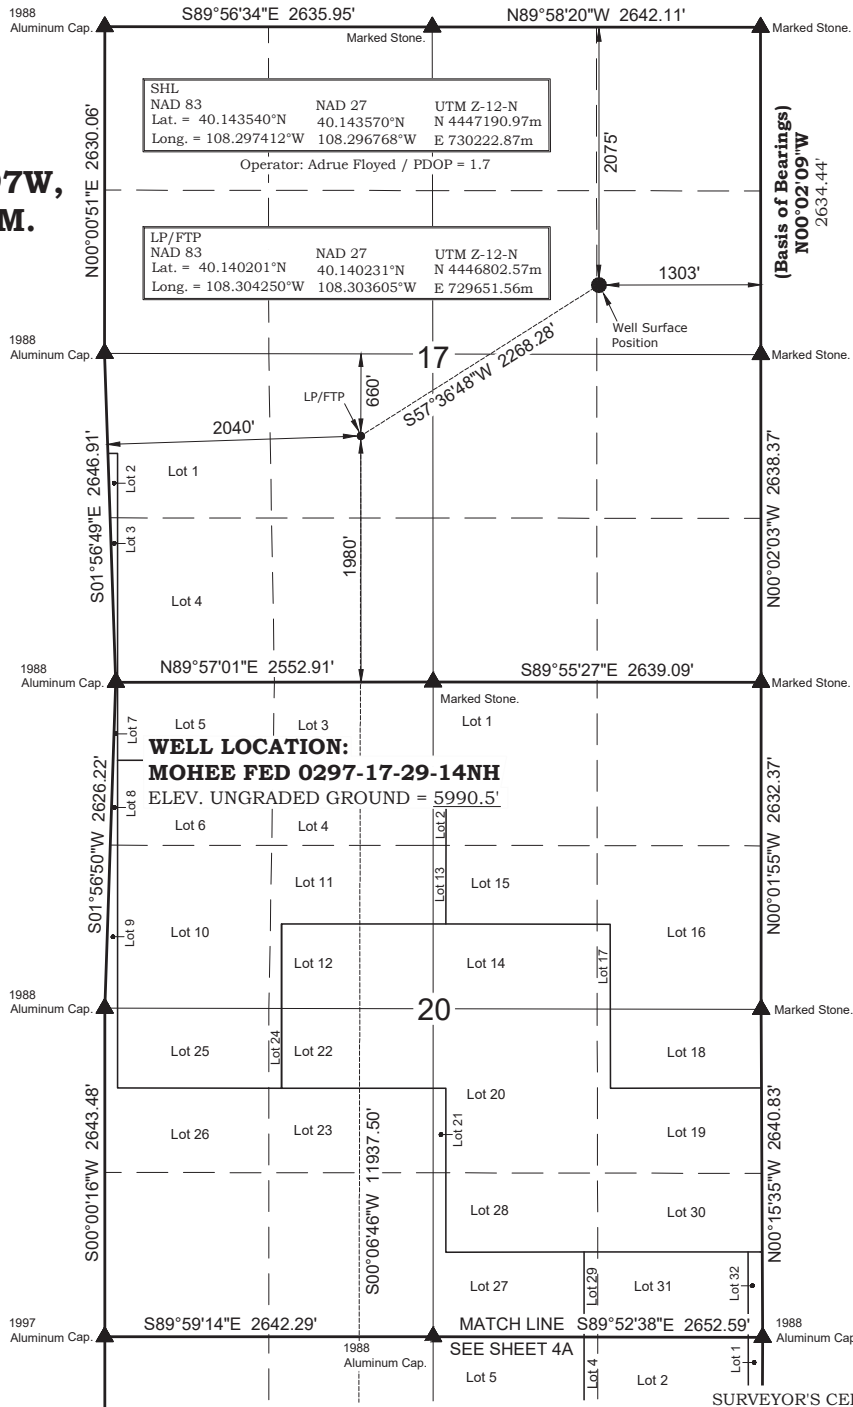 S89°56'34"E 2635.95'
N89°58'20"W 2642.11'
1988
Aluminum Cap.
Marked Stone.
Marked Stone.
SHL
NAD 83 NAD 27 UTM Z-12-N
Lat. = 40.143540°N 40.143570°N N 4447190.97m
Long. = 108.297412°W 108.296768°W E 730222.87m
Operator: Adrue Floyed / PDOP = 1.7
N00°00'51"E 2630.06'
2075'
(Basis of Bearings)
N00°02'09"W
2634.44'
97W,
M.
LP/FTP
NAD 83 NAD 27 UTM Z-12-N
Lat. = 40.140201°N 40.140231°N N 4446802.57m
Long. = 108.304250°W 108.303605°W E 729651.56m
1303'
Well Surface
Position
1988
Aluminum Cap.
17
Marked Stone.
S57°36'48"W 2268.28'
660'
LP/FTP
2040'
S01°56'49"E 2646.91'
Lot 2
Lot 1
N00°02'03"W 2638.37'
Lot 3
1980'
Lot 4
1988
Aluminum Cap.
N89°57'01"E 2552.91'
S89°55'27"E 2639.09'
Marked Stone.
Marked Stone.
Lot 7
Lot 5
Lot 3
Lot 1
WELL LOCATION:
MOHEE FED 0297-17-29-14NH
ELEV. UNGRADED GROUND = 5990.5'
S01°56'50"W 2626.22'
Lot 8
Lot 6
Lot 4
Lot 2
N00°01'55"W 2632.37'
Lot 13
Lot 11
Lot 15
Lot 9
Lot 10
Lot 16
Lot 12
Lot 14
Lot 17
1988
Aluminum Cap.
20
Marked Stone.
Lot 25
Lot 24
Lot 22
Lot 18
Lot 20
S00°00'16"W 2643.48'
Lot 26
Lot 23
Lot 21
Lot 19
N00°15'35"W 2640.83'
S00°06'46"W 11937.50'
Lot 28
Lot 30
Lot 27
Lot 29
Lot 31
Lot 32
1997
Aluminum Cap.
S89°59'14"E 2642.29'
MATCH LINE S89°52'38"E 2652.59'
1988
Aluminum Cap
1988
Aluminum Cap.
SEE SHEET 4A
Lot 5
Lot 4
Lot 2
Lot 1
SURVEYOR'S CE